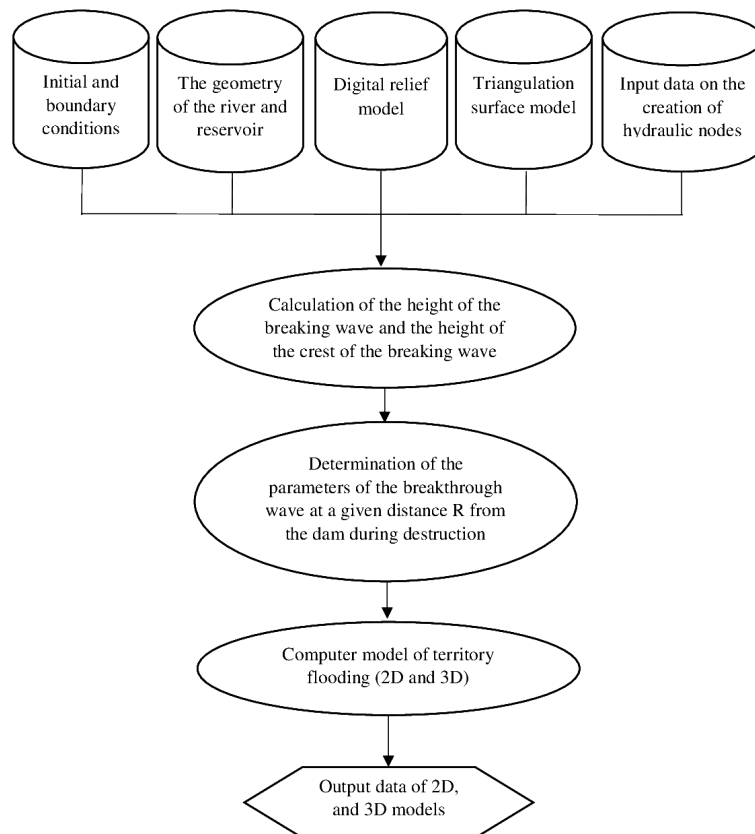 Initial and
boundary
conditions
The geometry
of the river and
reservoir
Digital relief
model
Triangulation
surface model
Input data on the
creation of
hydraulic nodes
Calculation of the height of the
breaking wave and the height of
the crest of the breaking wave
Determination of the
parameters of the breakthrough
wave at a given distance R from
the dam during destruction
Computer model of territory
flooding (2D and 3D)
Output data of 2D,
and 3D models